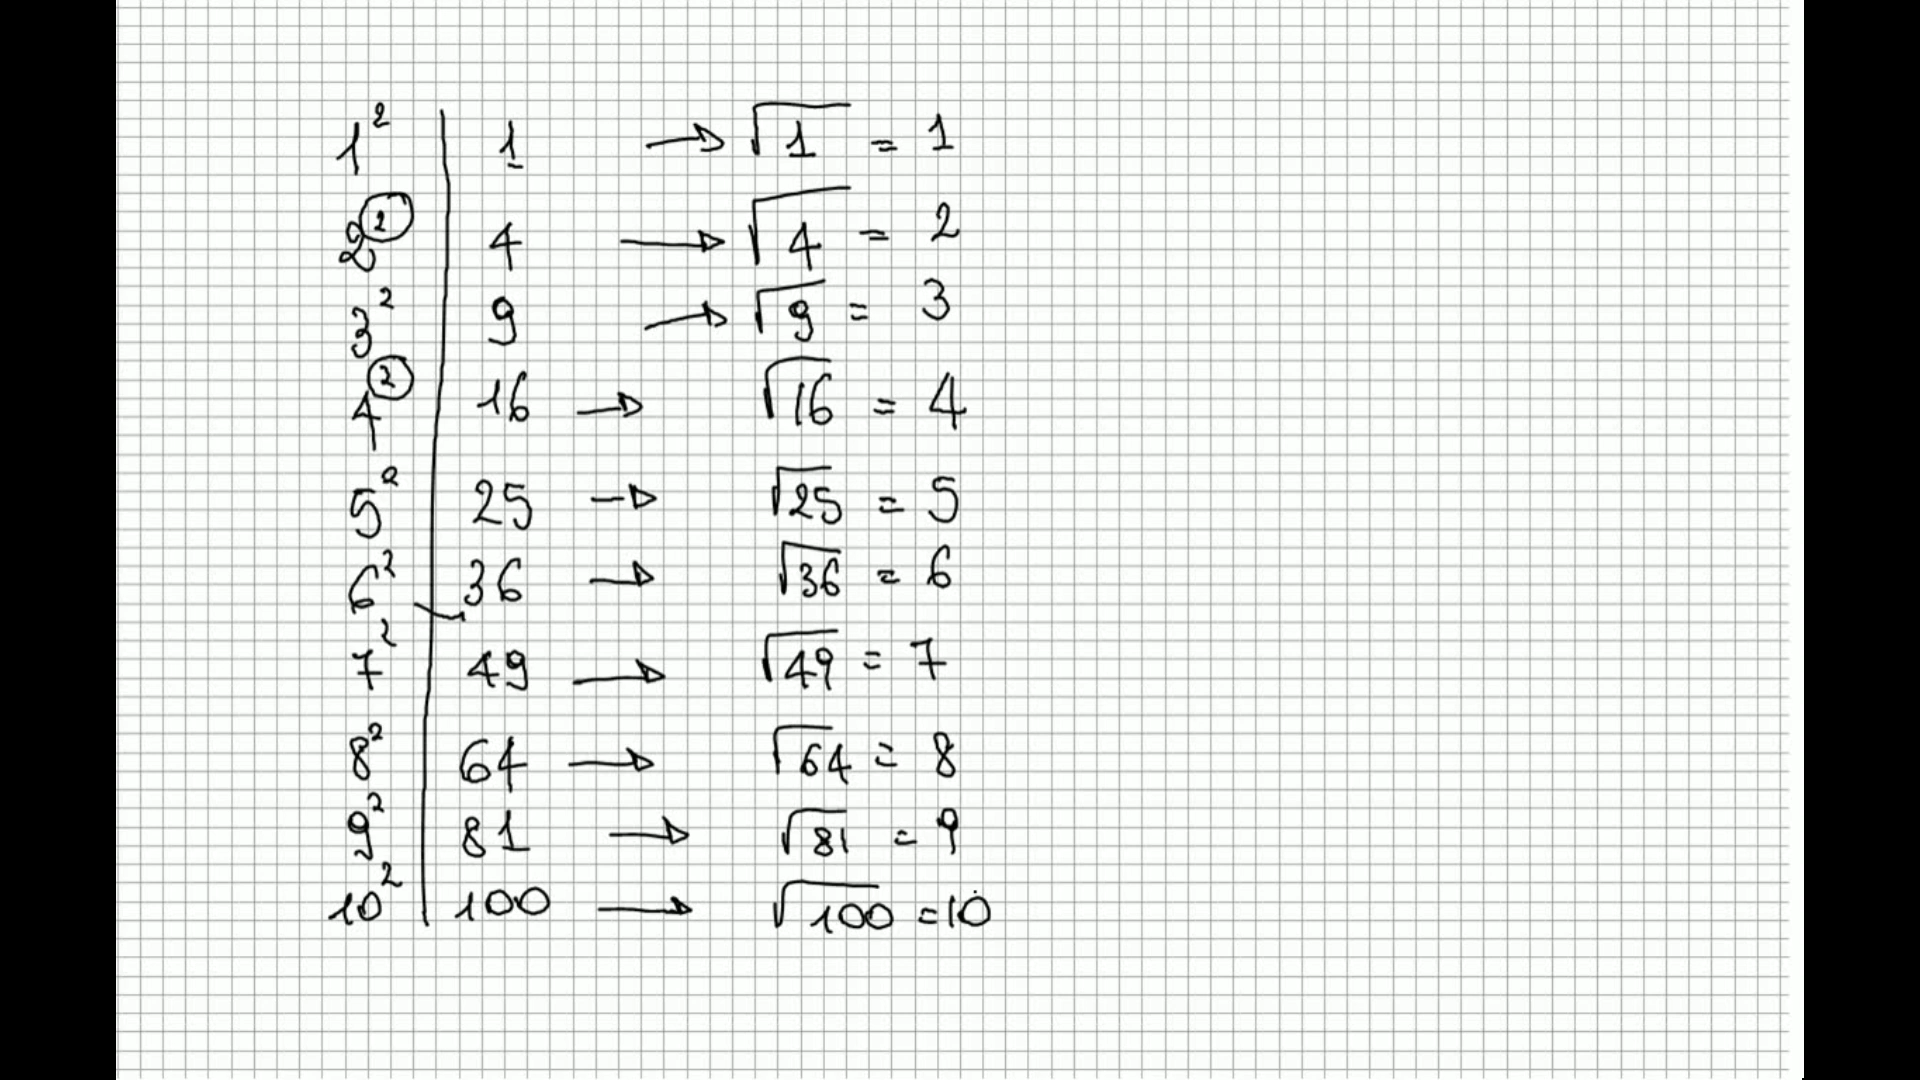 1² | 1 → √1 = 1
2² | 4 → √4 = 2
3² | 9 → √9 = 3
4² | 16 → √16 = 4
5² | 25 → √25 = 5
6² | 36 → √36 = 6
7² | 49 → √49 = 7
8² | 64 → √64 = 8
9² | 81 → √81 = 9
10² | 100 → √100 = 10